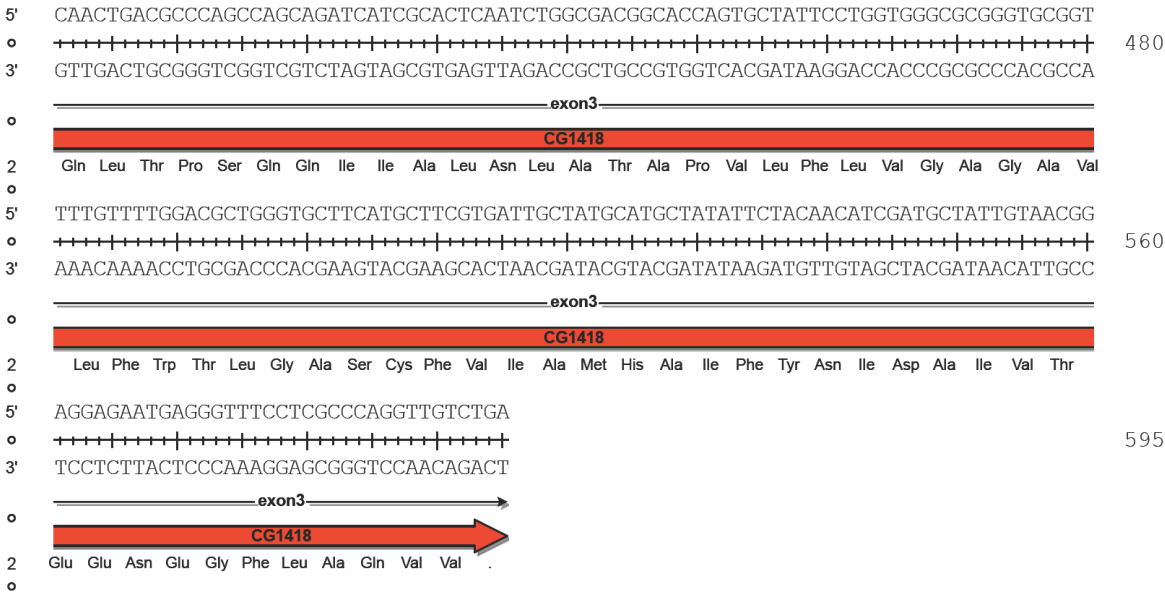 5' CAACTGACGCCCAGCCAGCAGATCATCGCACTCAATCTGGCGACGGCACCAGTGCTATTCCTGGTGGGCGCGGGTGCGGT
480
3' GTTGACTGCGGGTCGGTCGTCTAGTAGCGTGAGTTAGACCGCTGCCGTGGTCACGATAAGGACCACCCGCGCCCACGCCA
exon3
CG1418
2 Gln Leu Thr Pro Ser Gln Gln Ile Ile Ala Leu Asn Leu Ala Thr Ala Pro Val Leu Phe Leu Val Gly Ala Gly Ala Val
5' TTTGTTTTGGACGCTGGGTGCTTCATGCTTCGTGATTGCTATGCATGCTATATTCTACAACATCGATGCTATTGTAACGG
560
3' AAACAAAACCTGCGACCCACGAAGTACGAAGCACTAACGATACGTACGATATAAGATGTTGTAGCTACGATAACATTGCC
exon3
CG1418
2 Leu Phe Trp Thr Leu Gly Ala Ser Cys Phe Val Ile Ala Met His Ala Ile Phe Tyr Asn Ile Asp Ala Ile Val Thr
5' AGGAGAATGAGGGTTTCCTCGCCCAGGTTGTCTGA
595
3' TCCTCTTACTCCCAAAGGAGCGGGTCCAACAGACT
exon3
CG1418
2 Glu Glu Asn Glu Gly Phe Leu Ala Gln Val Val .